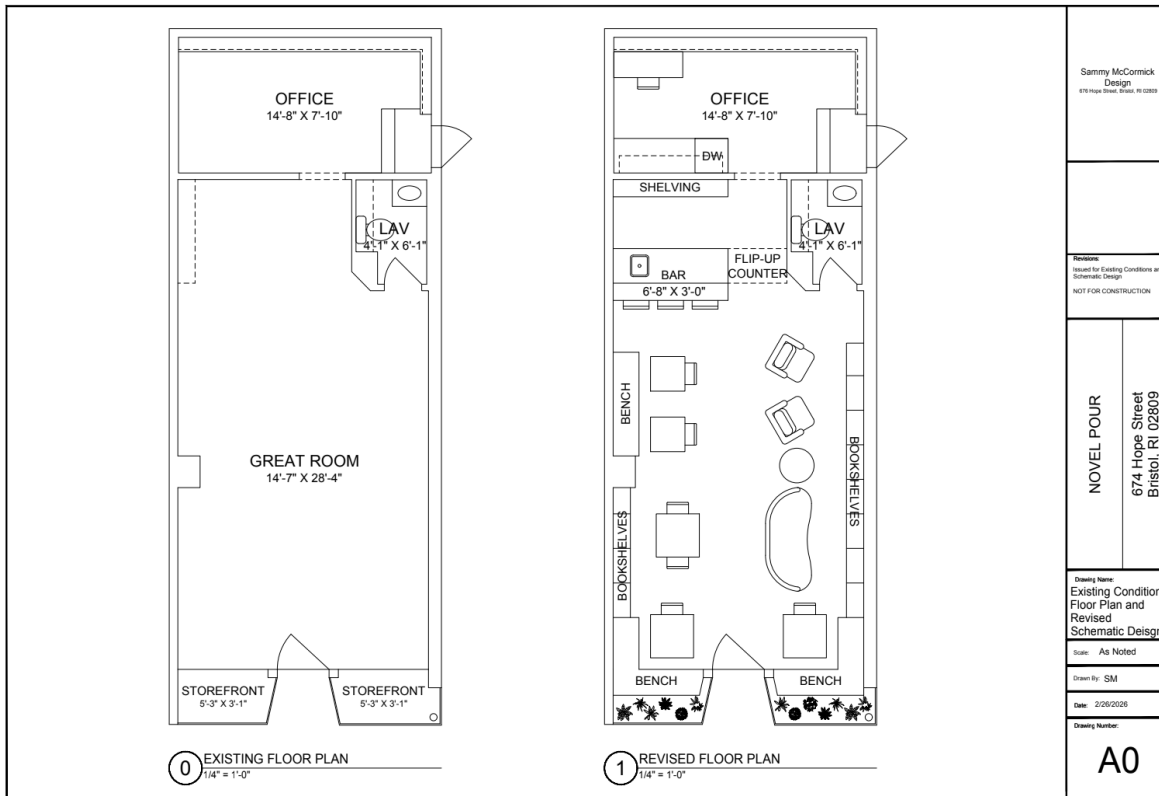 OFFICE
14'-8" X 7'-10"
LAV
4'-1" X 6'-1"
GREAT ROOM
14'-7" X 28'-4"
STOREFRONT
5'-3" X 3'-1"
STOREFRONT
5'-3" X 3'-1"
0
EXISTING FLOOR PLAN
1/4" = 1'-0"
OFFICE
14'-8" X 7'-10"
DW
SHELVING
LAV
4'-1" X 6'-1"
FLIP-UP
COUNTER
BAR
6'-8" X 3'-0"
BENCH
BOOKSHELVES
BOOKSHELVES
BENCH
BENCH
1
REVISED FLOOR PLAN
1/4" = 1'-0"
Sammy McCormick
Design
676 Hope Street, Bristol, RI 02809
Revisions:
Issued for Existing Conditions an
Schematic Design
NOT FOR CONSTRUCTION
NOVEL POUR
674 Hope Street
Bristol, RI 02809
Drawing Name:
Existing Condition
Floor Plan and
Revised
Schematic Deisgn
Scale: As Noted
Drawn By: SM
Date: 2/26/2026
Drawing Number:
A0